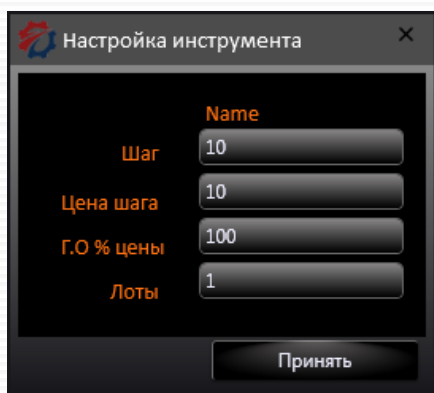 Настройка инструмента
Name
Шаг 10
Цена шага 10
Г.О % цены 100
Лоты 1
Принять